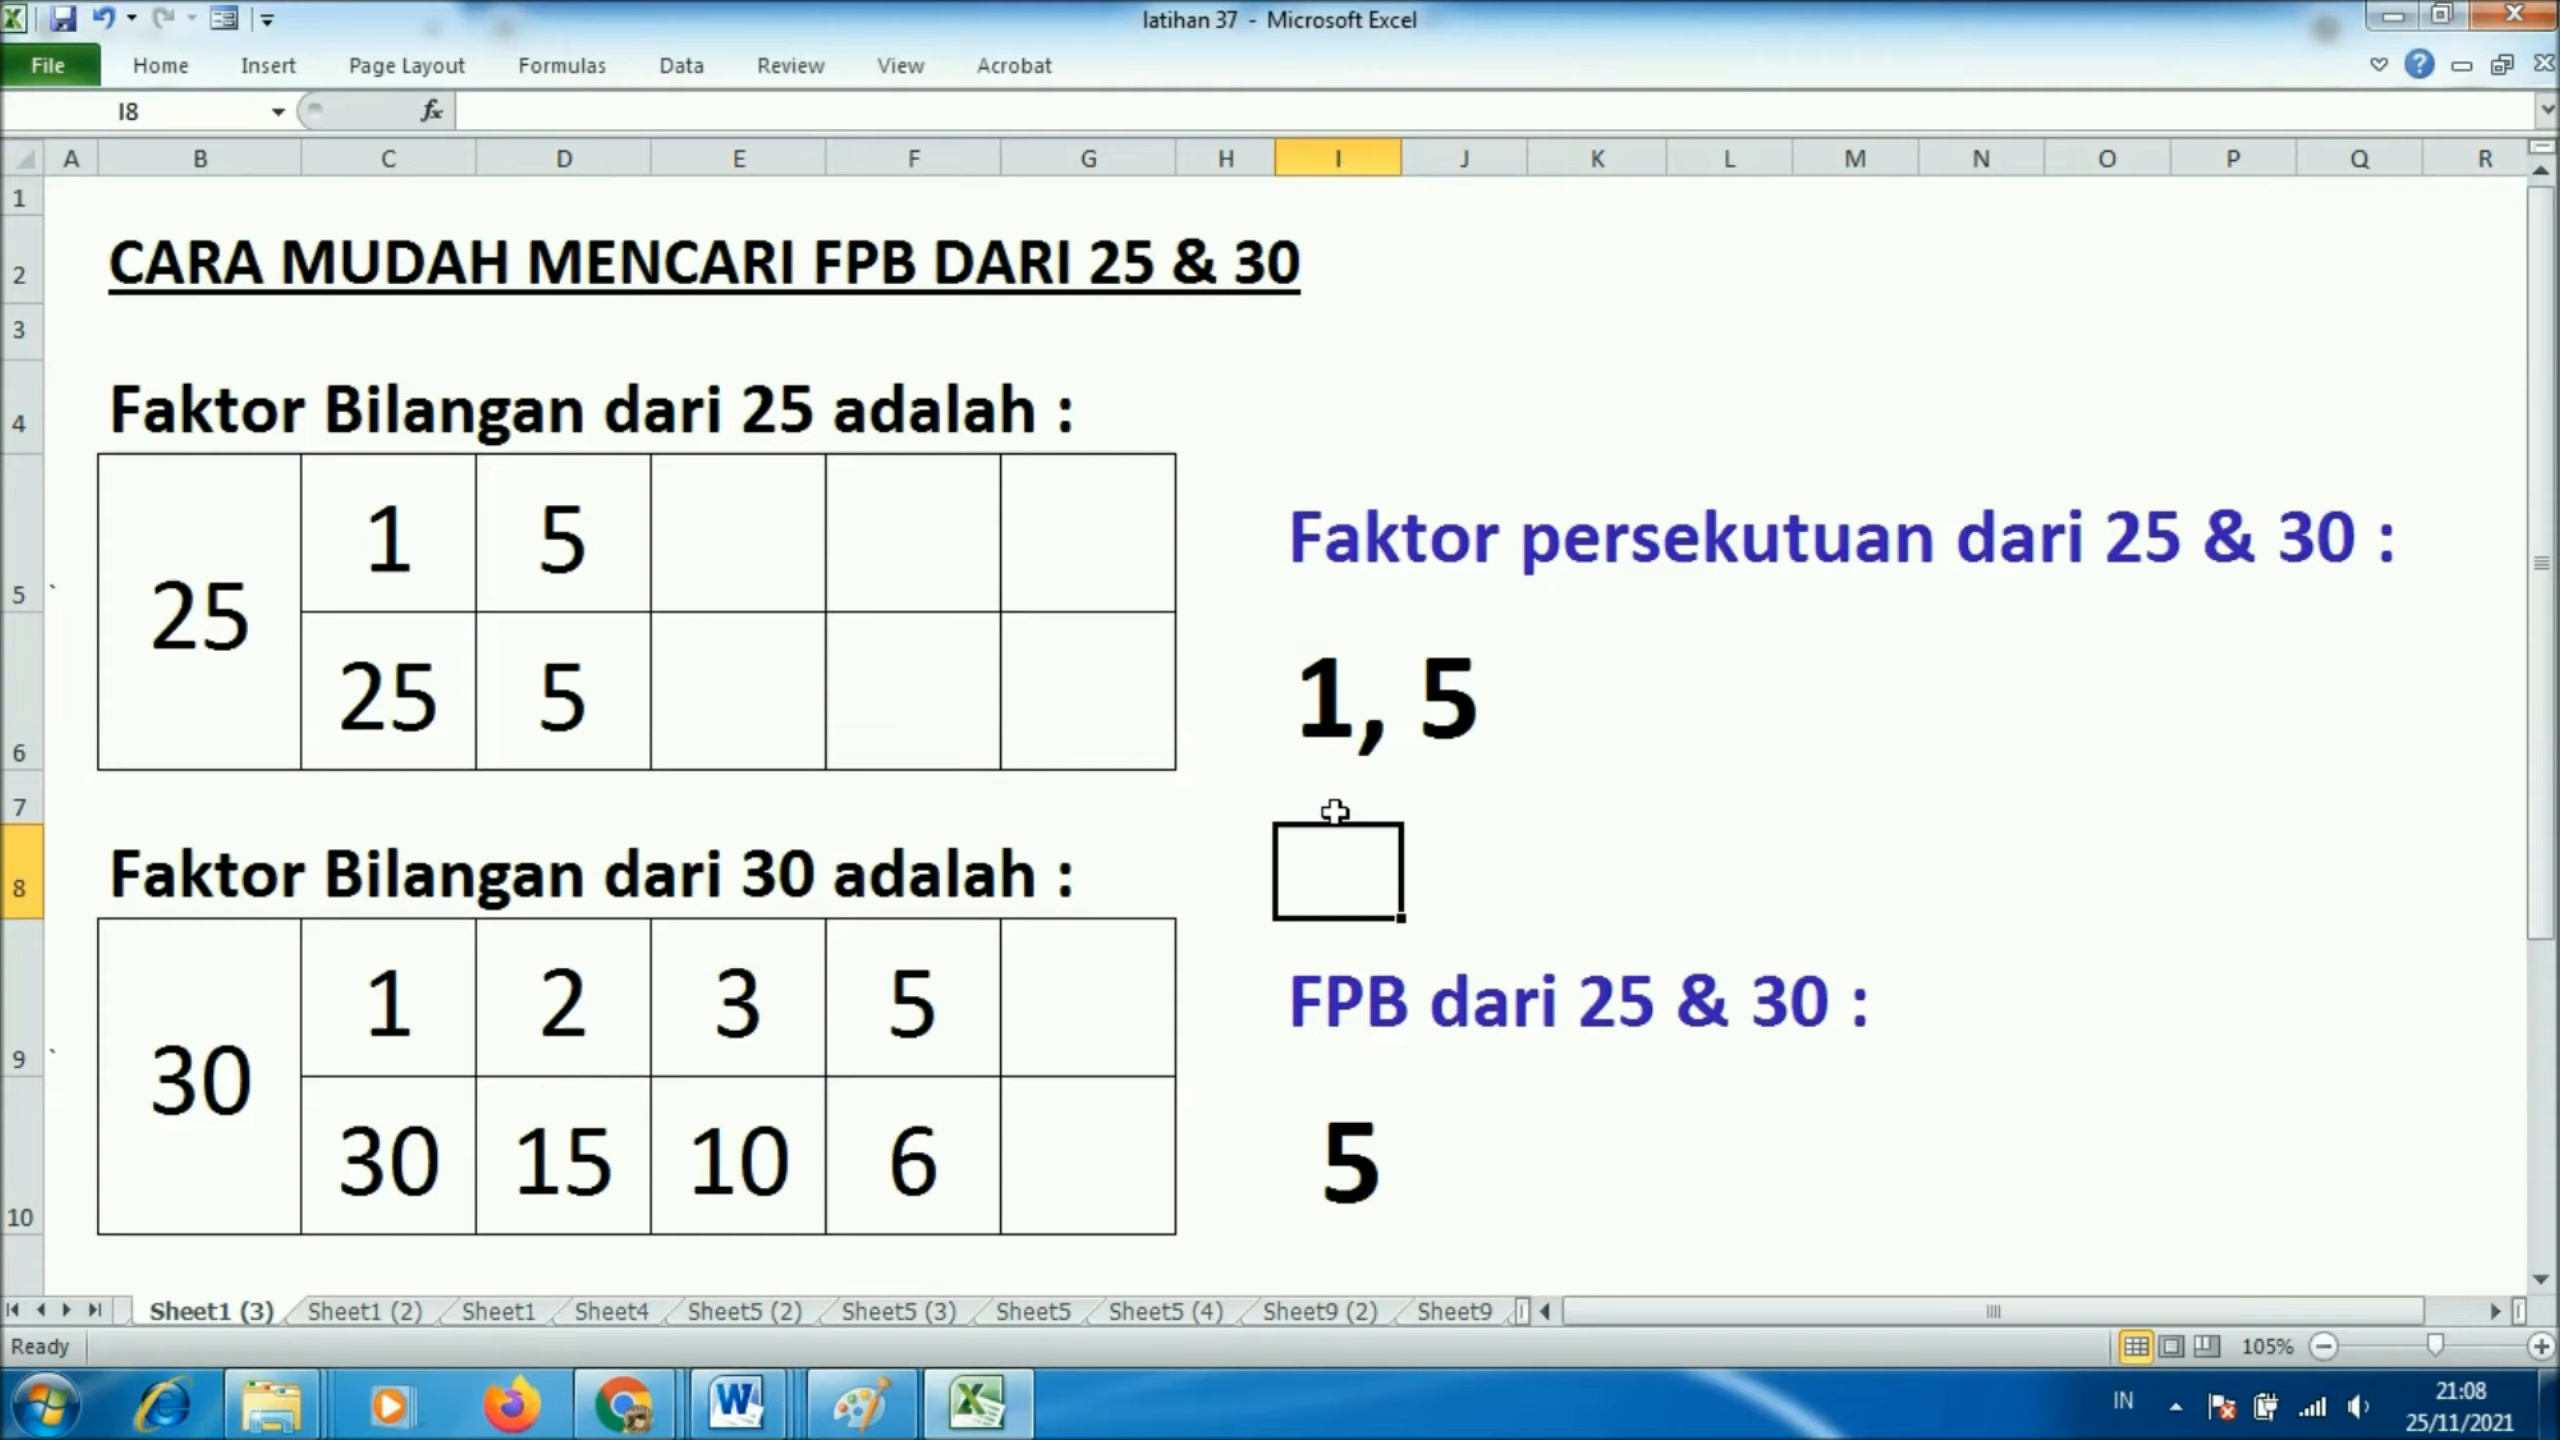 latihan 37 - Microsoft Excel
File Home Insert Page Layout Formulas Data Review View Acrobat
I8 fx
A B C D E F G H I J K L M N O P Q R
1
2 CARA MUDAH MENCARI FPB DARI 25 & 30
3
4 Faktor Bilangan dari 25 adalah :
5 ` 25 1 5 Faktor persekutuan dari 25 & 30 :
6 25 5 1, 5
7
8 Faktor Bilangan dari 30 adalah :
9 ` 30 1 2 3 5 FPB dari 25 & 30 :
10 30 15 10 6 5
Sheet1 (3) Sheet1 (2) Sheet1 Sheet4 Sheet5 (2) Sheet5 (3) Sheet5 Sheet5 (4) Sheet9 (2) Sheet9
Ready 105%
IN 21:08
25/11/2021